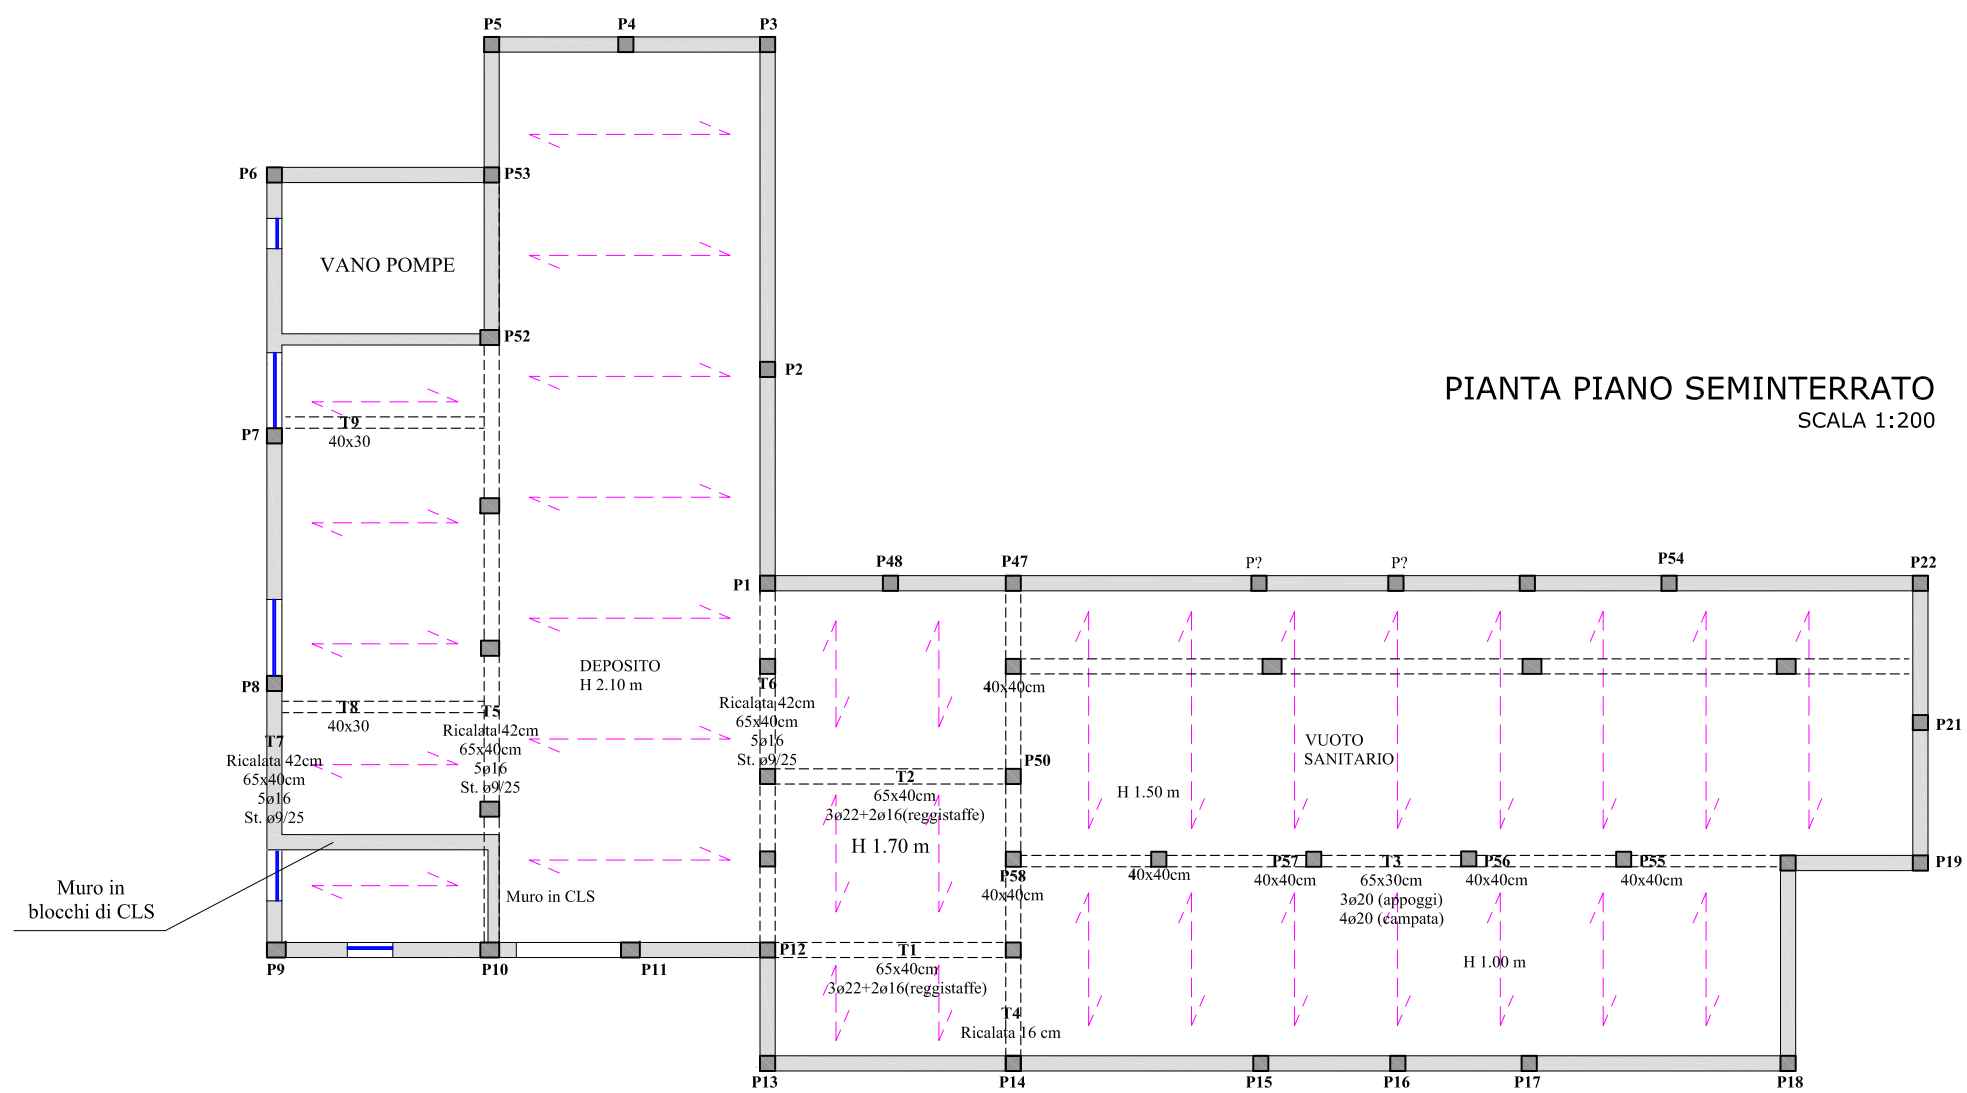 P5
P4
P3
P6
P53
VANO POMPE
P52
P2
PIANTA PIANO SEMINTERRATO
SCALA 1:200
T9
P7
40x30
P48
P47
P?
P?
P54
P22
P1
DEPOSITO
H 2.10 m
P8
T8
40x30
T7
Ricalata 42cm
65x40cm
5ø16
St. ø9/25
T5
Ricalata 42cm
65x40cm
5ø16
St. ø9/25
T6
Ricalata 42cm
65x40cm
5ø16
St. ø9/25
40x40cm
P21
VUOTO
SANITARIO
P50
T2
65x40cm
3ø22+2ø16(reggistaffe)
H 1.50 m
H 1.70 m
P58
40x40cm
40x40cm
P57
40x40cm
T3
65x30cm
3ø20 (appoggi)
4ø20 (campata)
P56
40x40cm
P55
40x40cm
P19
Muro in
blocchi di CLS
Muro in CLS
P9
P10
P11
P12
T1
65x40cm
3ø22+2ø16(reggistaffe)
H 1.00 m
T4
Ricalata 16 cm
P13
P14
P15
P16
P17
P18